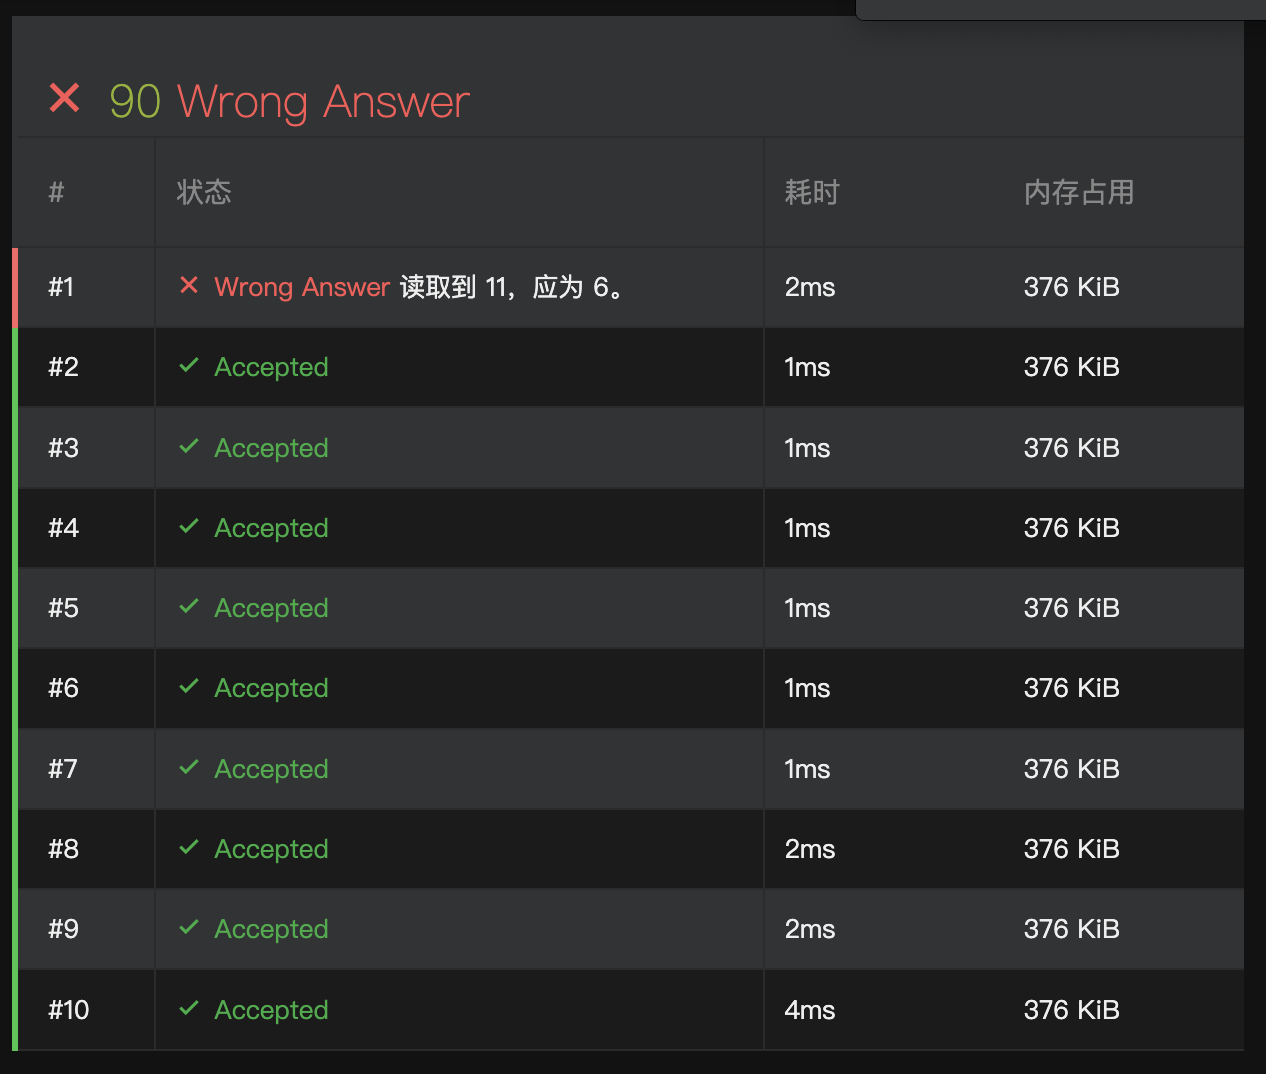 90 Wrong Answer
# 状态 耗时 内存占用
#1 Wrong Answer 读取到 11，应为 6。 2ms 376 KiB
#2 Accepted 1ms 376 KiB
#3 Accepted 1ms 376 KiB
#4 Accepted 1ms 376 KiB
#5 Accepted 1ms 376 KiB
#6 Accepted 1ms 376 KiB
#7 Accepted 1ms 376 KiB
#8 Accepted 2ms 376 KiB
#9 Accepted 2ms 376 KiB
#10 Accepted 4ms 376 KiB